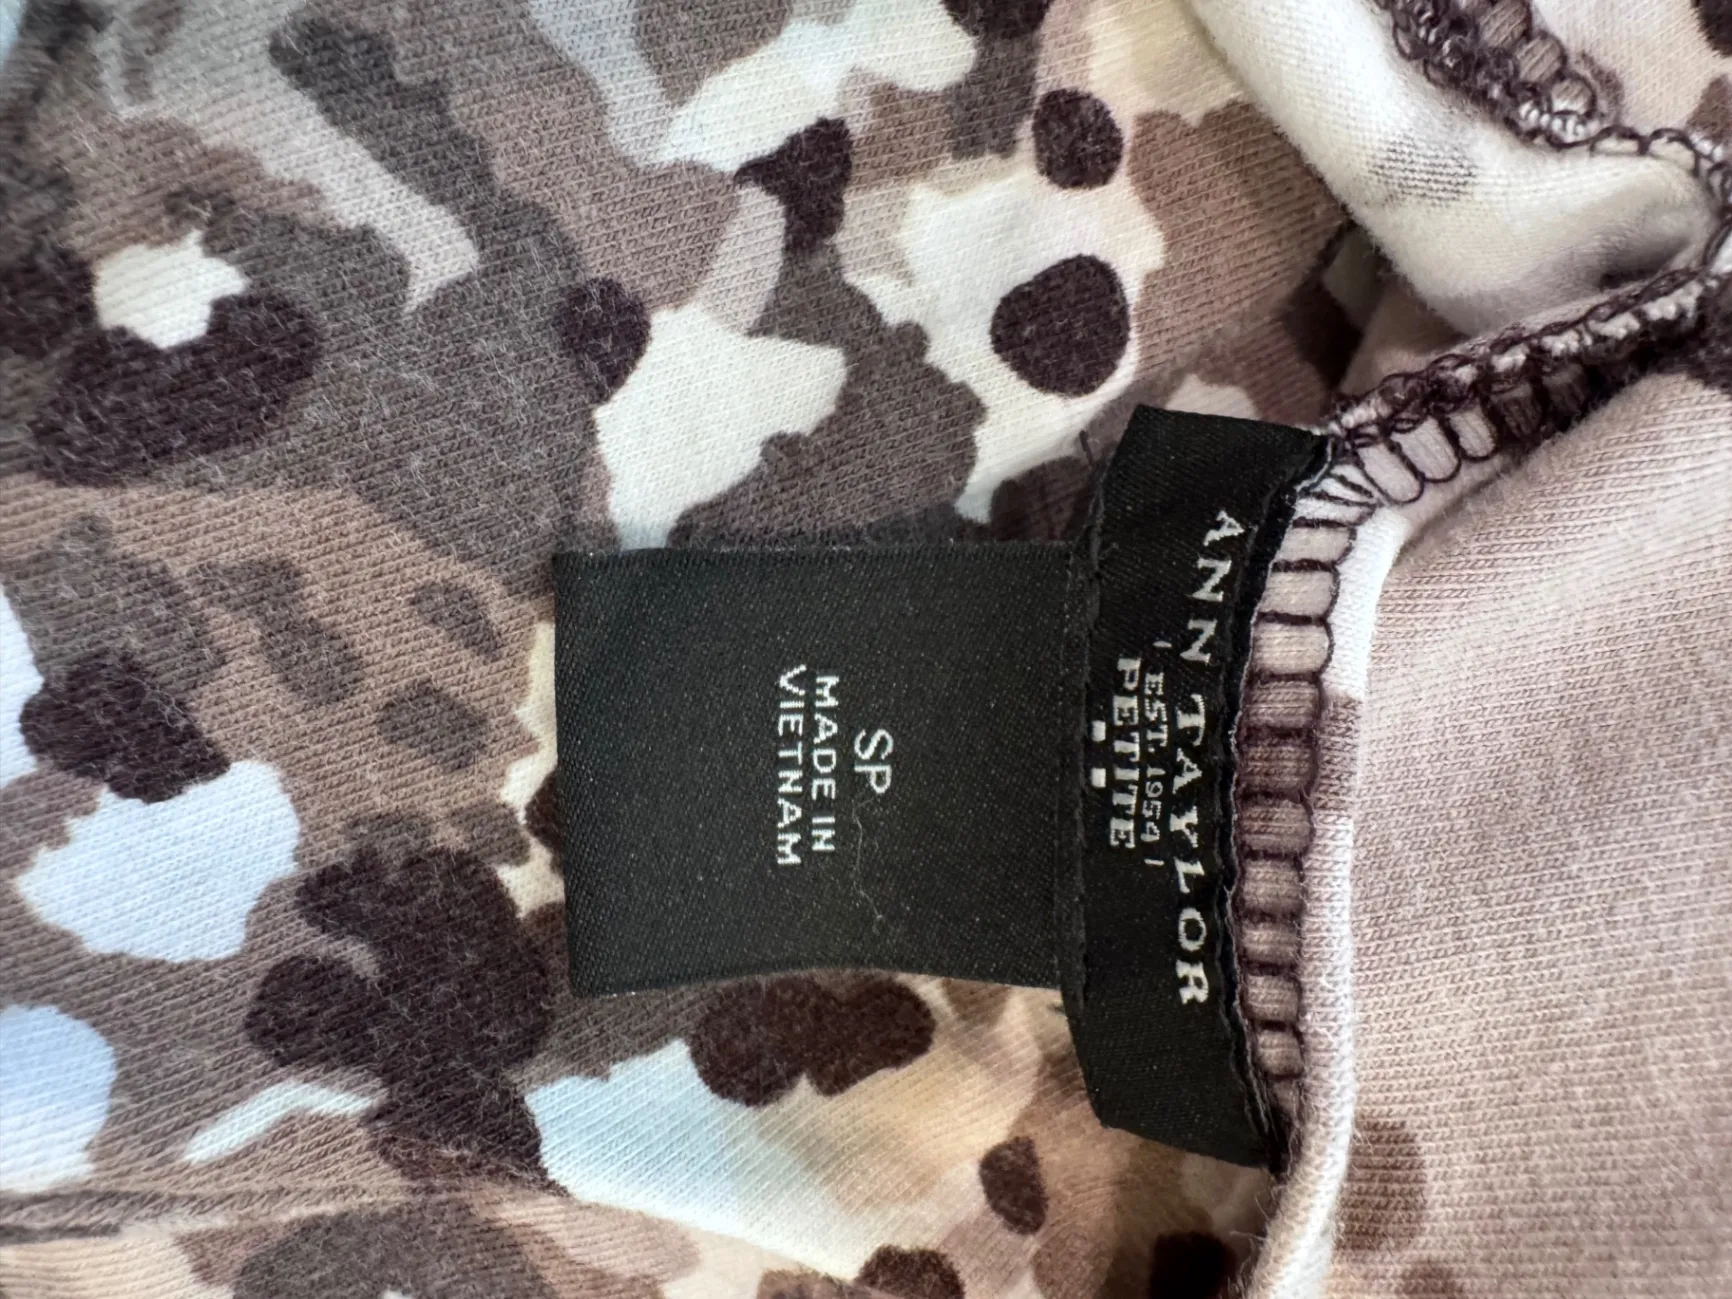 ANN TAYLOR
EST. 1954
PETITE
SP
MADE IN
VIETNAM